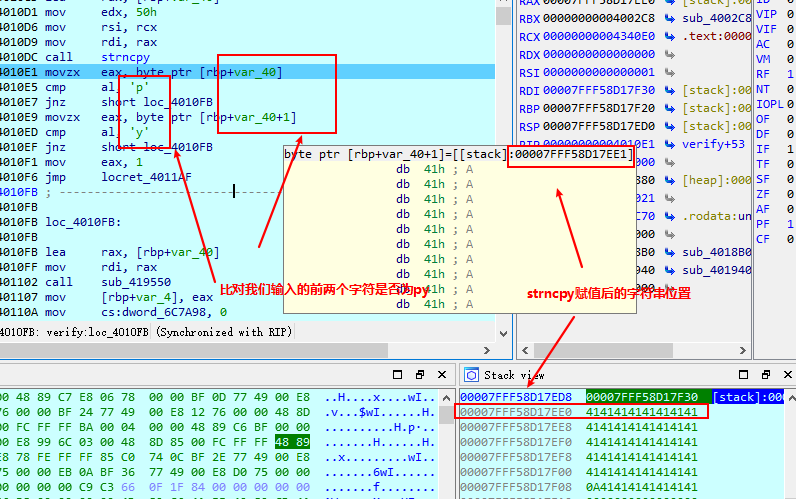 4010D1 mov edx, 50h
4010D6 mov rsi, rcx
4010D9 mov rdi, rax
4010DC call strncpy
4010E1 movzx eax, byte ptr [rbp+var_40]
4010E5 cmp al, 'p'
4010E7 jnz short loc_4010FB
4010E9 movzx eax, byte ptr [rbp+var_40+1]
4010ED cmp al, 'y'
4010EF jnz short loc_4010FB
4010F1 mov eax, 1
4010F6 jmp locret_4011AF
4010FB ; ---------------------------
4010FB
4010FB loc_4010FB:
4010FB
4010FB lea rax, [rbp+var_40]
4010FF mov rdi, rax
401102 call sub_419550
401107 mov [rbp+var_4], eax
40110A mov cs:dword_6C7A98, 0
4010FB: verify:loc_4010FB (Synchronized with RIP)
byte ptr [rbp+var_40+1]=[[stack]:00007FFF58D17EE1]
db 41h ; A
db 41h ; A
db 41h ; A
db 41h ; A
db 41h ; A
db 41h ; A
db 41h ; A
db 41h ; A
db 41h ; A
db 41h ; A
比对我们输入的前两个字符是否为py
strncpy赋值后的字符串位置
RBX 00000000004002C8 sub_4002C8
RCX 00000000004340E0 .text:0000
RDX 0000000000000000
RSI 0000000000000001
RDI 00007FFF58D17F30 [stack]:00
RBP 00007FFF58D17F20 [stack]:00
RSP 00007FFF58D17ED0 [stack]:00
verify+53
880 [heap]:000
021
C70 .rodata:un
8B0 sub_4018B0
940 sub_401940
VIP 0
VIF 0
AC 0
VM 0
RF 1
NT 0
IOPL 0
OF 0
DF 0
IF 1
TF 0
SF 0
ZF 0
AF 0
PF 1
CF 0
00 48 89 C7 E8 06 78 00 00 BF 0D 77 49 00 E8 ..H....x...wI..
76 00 00 BF 24 77 49 00 E8 12 76 00 00 48 8D .v...$wI......H.
00 FC FF FF BA 00 04 00 00 48 89 C6 BF 00 00
00 E8 99 6C 03 00 48 8D 85 00 FC FF FF 48 89
E8 78 FE FF FF 85 C0 74 0C BF 2E 77 49 00 E8
75 00 00 00 EB 0A BF 36 77 49 00 E8 D0 75 00 00
00 00 00 00 C9 C3 66 0F 1F 84 00 00 00 00 00
Stack view
00007FFF58D17ED8 00007FFF58D17F30 [stack]:000
00007FFF58D17EE0 4141414141414141
00007FFF58D17EE8 4141414141414141
00007FFF58D17EF0 4141414141414141
00007FFF58D17EF8 4141414141414141
00007FFF58D17F00 4141414141414141
00007FFF58D17F08 0A41414141414141